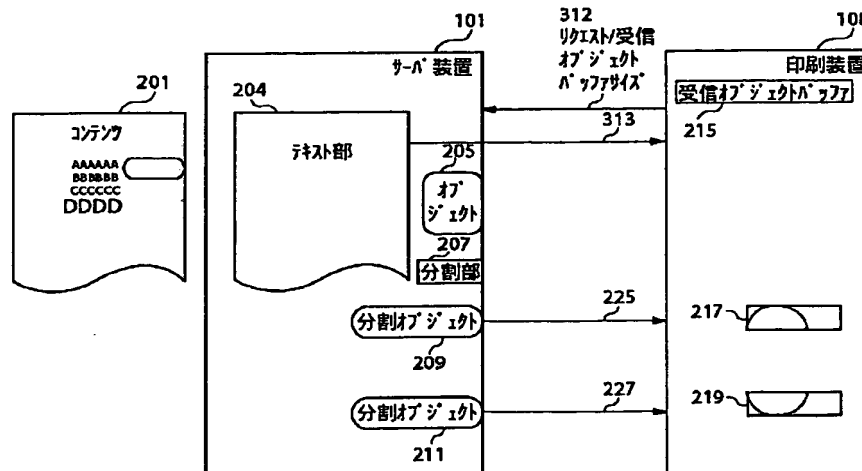 312
リクエスト/受信
オブジェクト
バッファサイズ
101
サーバ装置
印刷装置
受信オブジェクトバッファ
215
201
コンテンツ
AAAAAA
BBBBBB
CCCCCC
DDDD
204
テキスト部
313
205
オブ
ジェクト
207
分割部
分割オブジェクト
209
225
217
分割オブジェクト
211
227
219